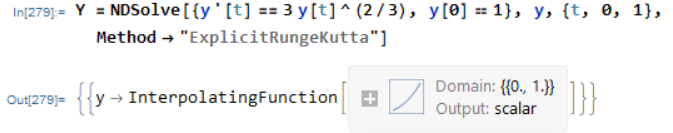 In[279]:= Y = NDSolve[{y'[t] == 3 y[t]^(2/3), y[0] == 1}, y, {t, 0, 1},
Method → "ExplicitRungeKutta"]
Out[279]= {{y → InterpolatingFunction[ + Domain: {{0., 1.}}
Output: scalar ]}}